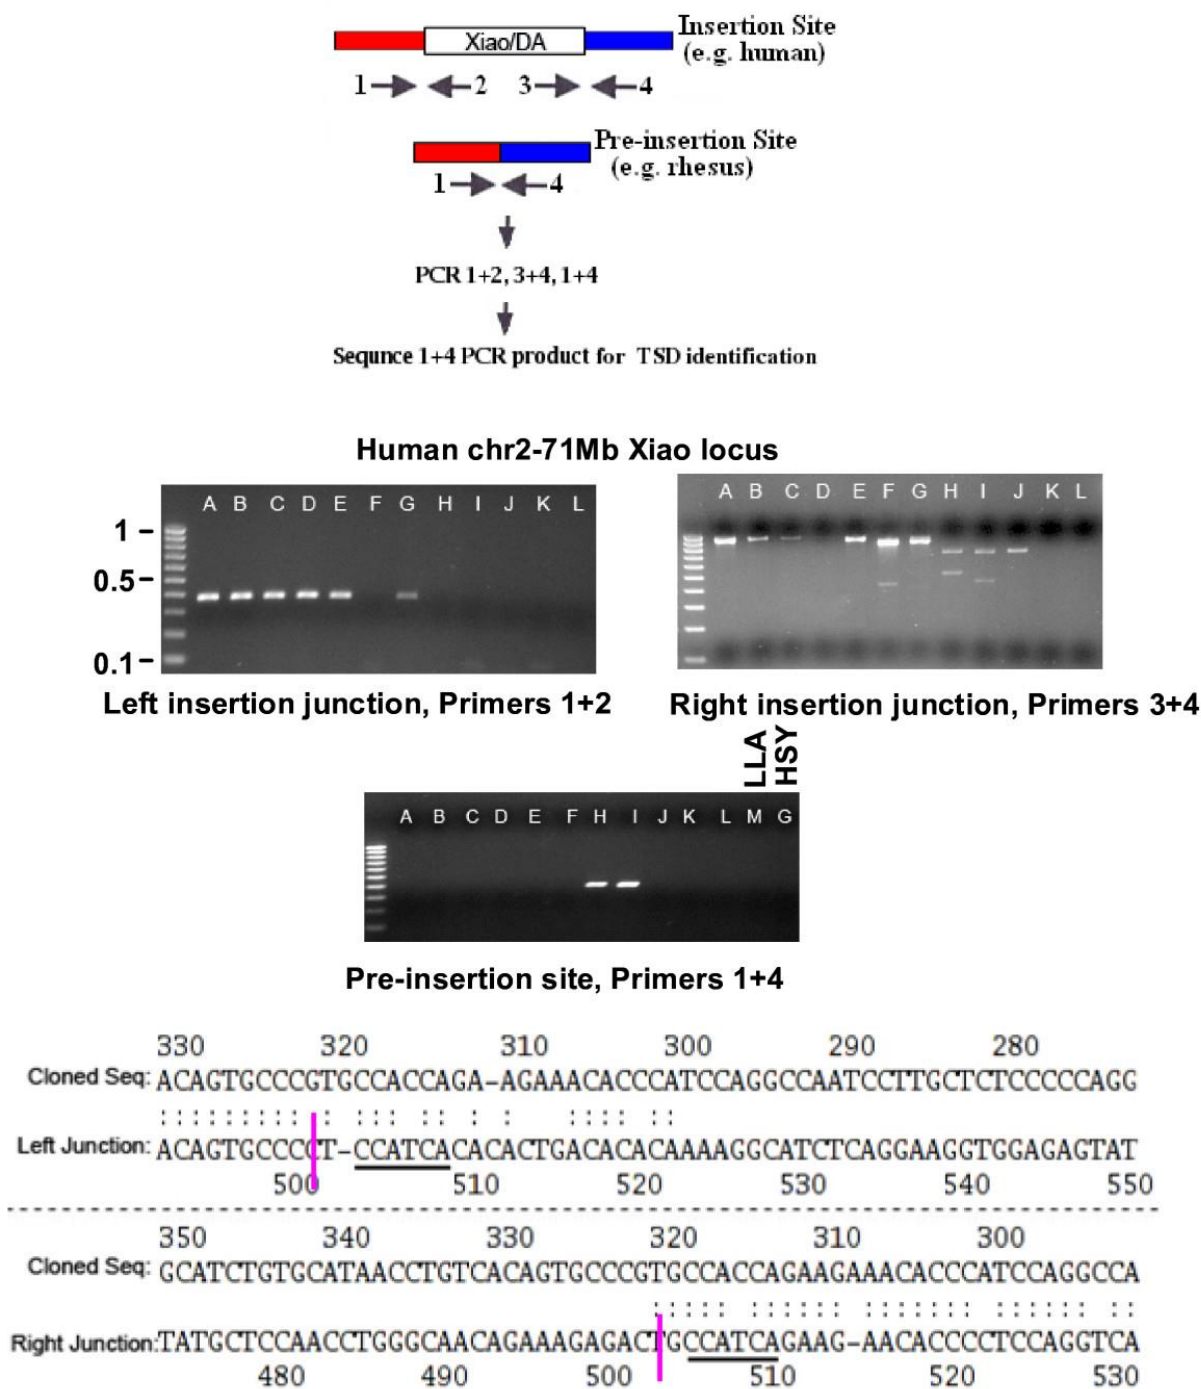 Xiao/DA
Insertion Site
(e.g. human)
1 2 3 4
Pre-insertion Site
(e.g. rhesus)
1 4
PCR 1+2, 3+4, 1+4
Sequnce 1+4 PCR product for TSD identification
Human chr2-71Mb Xiao locus
A B C D E F G H I J K L
1 –
0.5 –
0.1 –
Left insertion junction, Primers 1+2
A B C D E F G H I J K L
Right insertion junction, Primers 3+4
LLA
HSY
A B C D E F H I J K L M G
Pre-insertion site, Primers 1+4
330 320 310 300 290 280
Cloned Seq: ACAGTGCCCGTGCCACCAGA-AGAAACACCCATCCAGGCCAATCCTTGCTCTCCCCCAGG
Left Junction: ACAGTGCCCCT-CCATCACACACTGACACACAAAAGGCATCTCAGGAAGGTGGAGAGTAT
500 510 520 530 540 550
350 340 330 320 310 300
Cloned Seq: GCATCTGTGCATAACCTGTCACAGTGCCCGTGCCACCAGAAGAAACACCCATCCAGGCCA
Right Junction: TATGCTCCAACCTGGGCAACAGAAAGAGACTGCCATCAGAAG-AACACCCCTCCAGGTCA
480 490 500 510 520 530